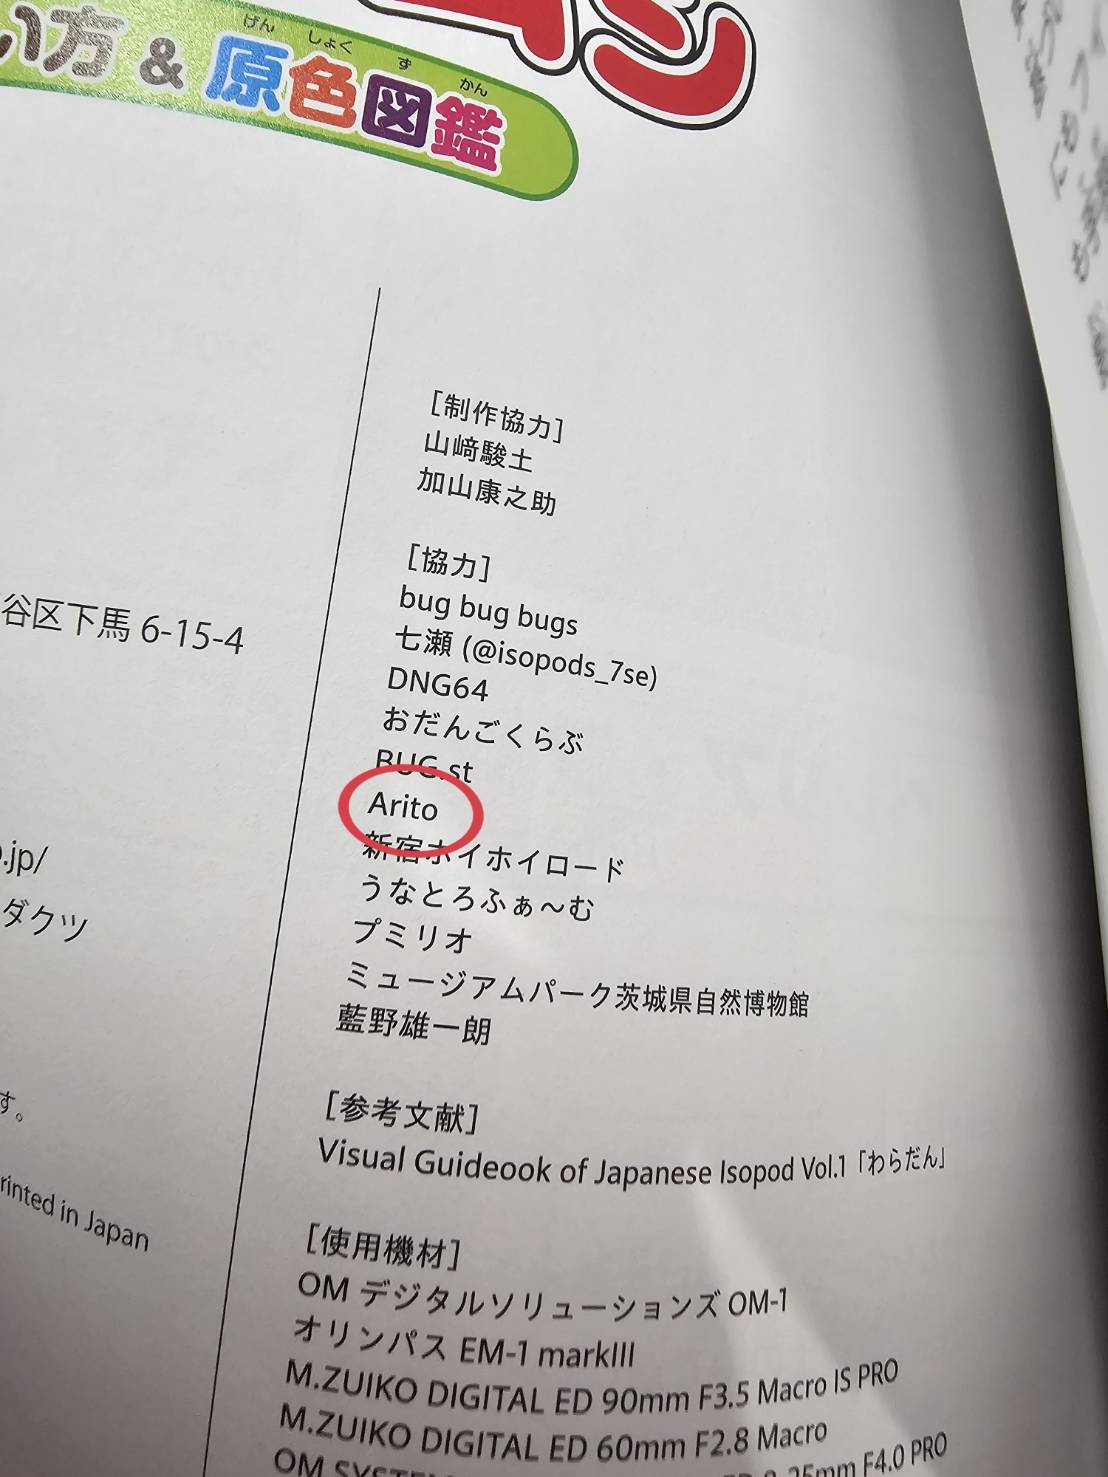 い方&原色図鑑
げん しょく ず かん
[制作協力]
山﨑駿士
加山康之助
[協力]
bug bug bugs
七瀬 (@isopods_7se)
DNG64
おだんごくらぶ
BUG.st
Arito
新宿ホイホイロード
うなとろふぁ〜む
プミリオ
ミュージアムパーク茨城県自然博物館
藍野雄一朗
[参考文献]
Visual Guideook of Japanese Isopod Vol.1「わらだん」
[使用機材]
OM デジタルソリューションズ OM-1
オリンパス EM-1 markIII
M.ZUIKO DIGITAL ED 90mm F3.5 Macro IS PRO
M.ZUIKO DIGITAL ED 60mm F2.8 Macro
OM SYSTEM
25mm F4.0 PRO
谷区下馬 6-15-4
.jp/
ダクツ
す。
rinted in Japan